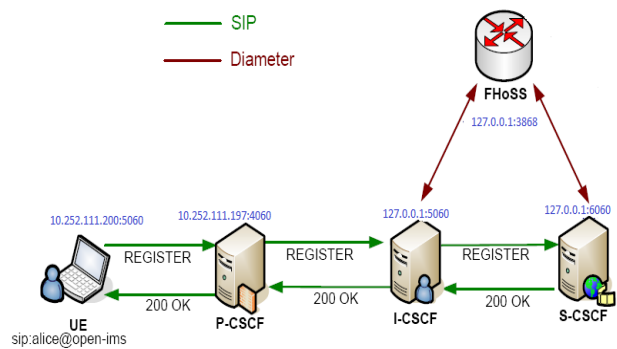 SIP
Diameter
FHoSS
127.0.0.1:3868
10.252.111.200:5060
10.252.111.197:4060
127.0.0.1:5060
127.0.0.1:6060
REGISTER
REGISTER
REGISTER
200 OK
200 OK
200 OK
UE
P-CSCF
I-CSCF
S-CSCF
sip:alice@open-ims